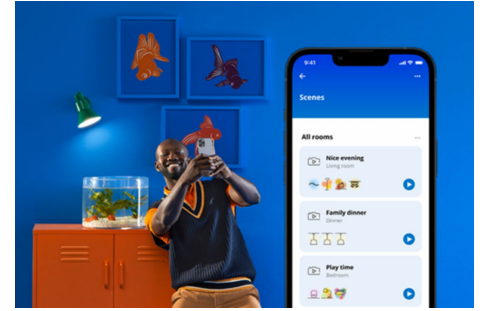 9:41
Scenes
All rooms
Nice evening
Living room
Family dinner
Dinner
Play time
Bedroom